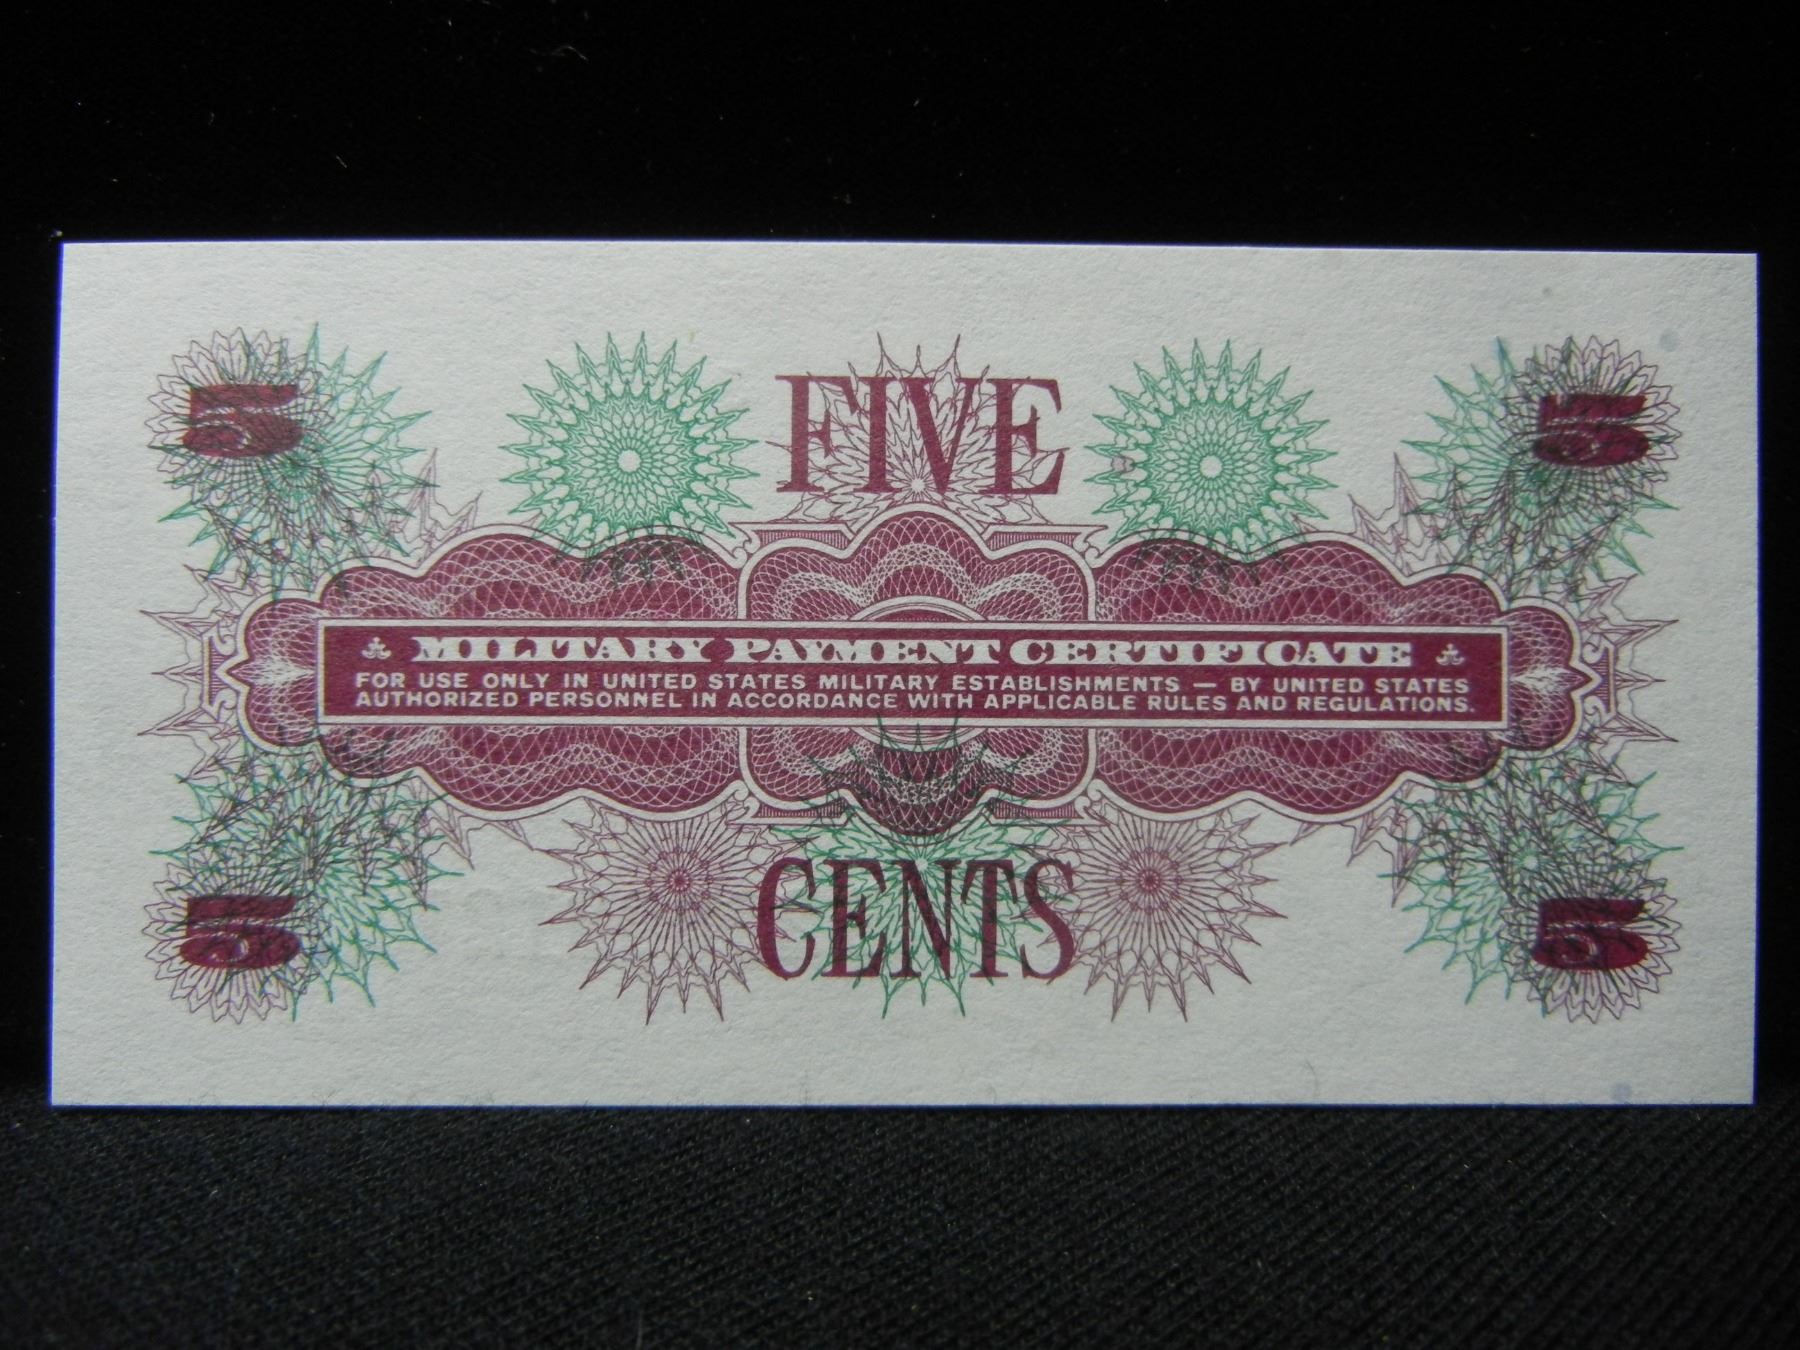 5 FIVE 5
MILITARY PAYMENT CERTIFICATE
FOR USE ONLY IN UNITED STATES MILITARY ESTABLISHMENTS — BY UNITED STATES
AUTHORIZED PERSONNEL IN ACCORDANCE WITH APPLICABLE RULES AND REGULATIONS.
5 CENTS 5